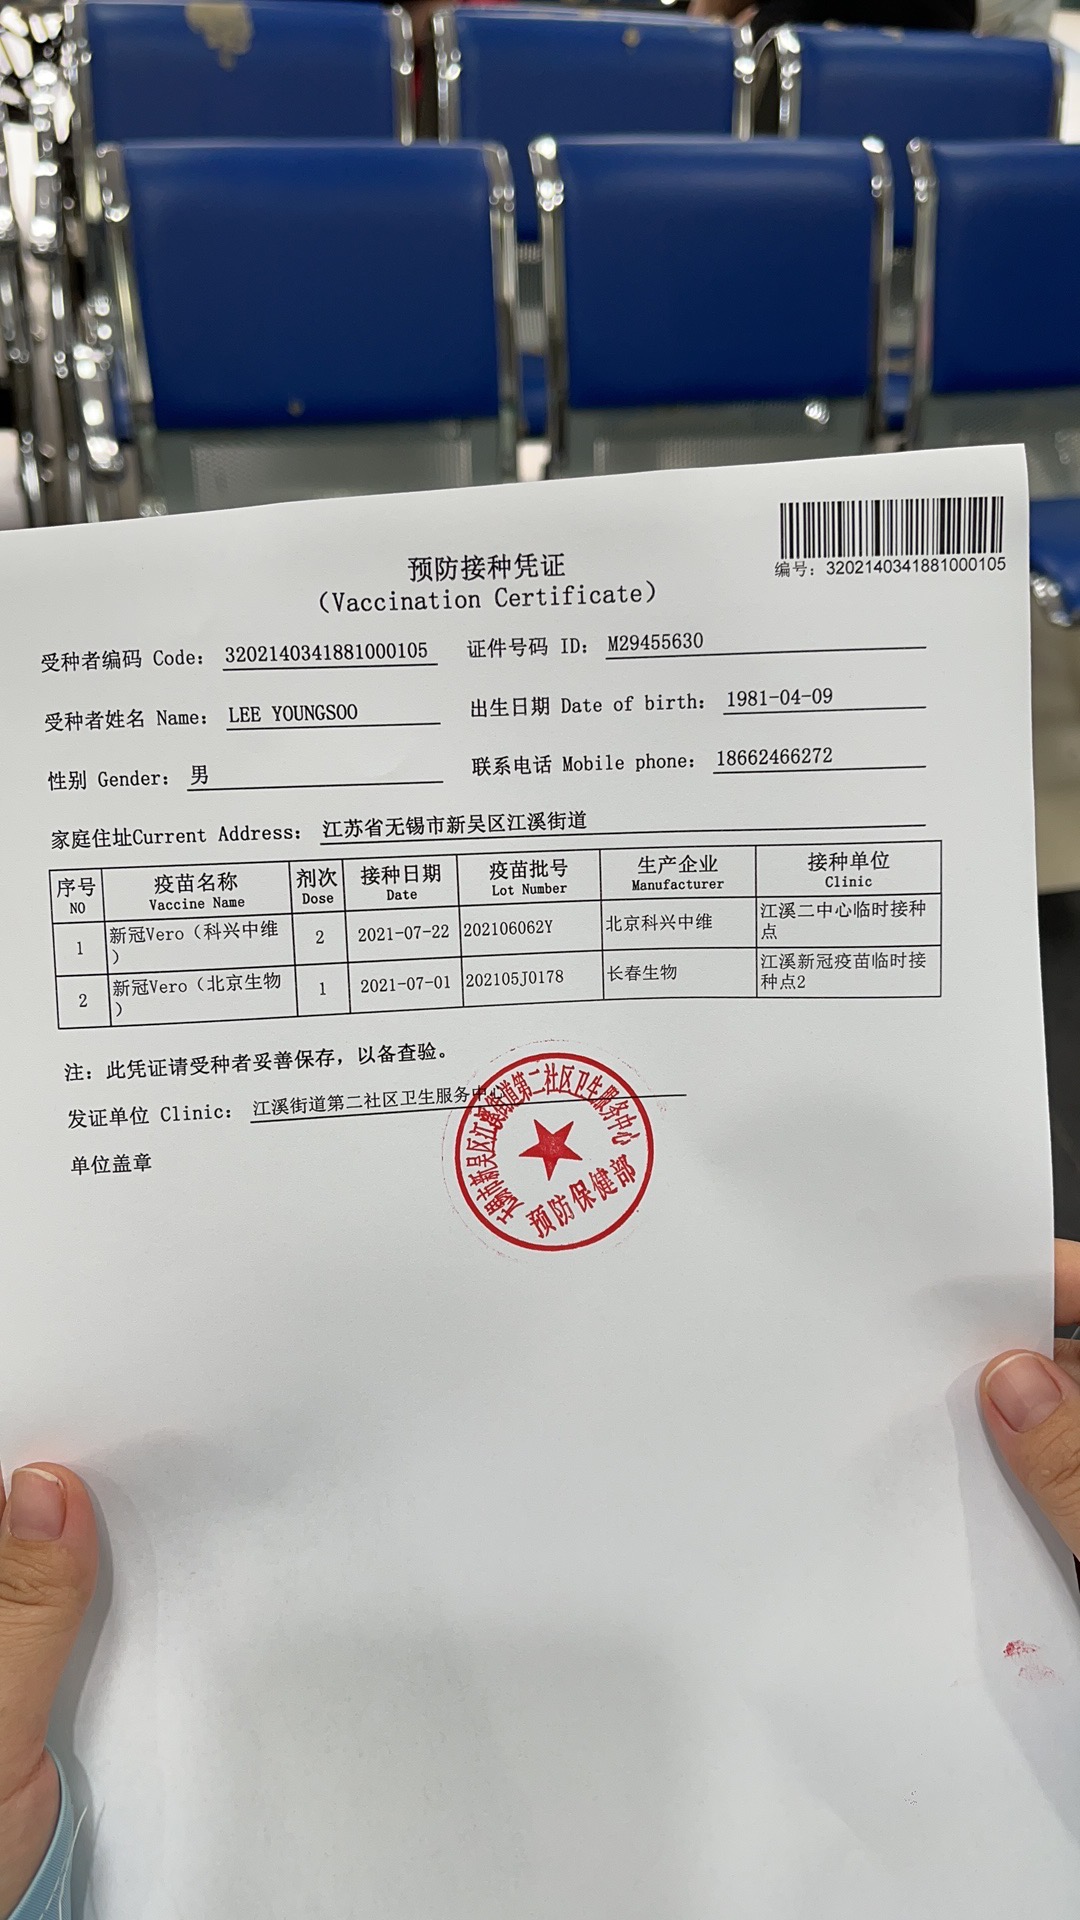 编号：3202140341881000105
预防接种凭证
（Vaccination Certificate）
受种者编码 Code： 3202140341881000105 证件号码 ID： M29455630
受种者姓名 Name： LEE YOUNGSOO 出生日期 Date of birth： 1981-04-09
性别 Gender： 男 联系电话 Mobile phone： 18662466272
家庭住址Current Address： 江苏省无锡市新吴区江溪街道
序号 疫苗名称 剂次 接种日期 疫苗批号 生产企业 接种单位
NO Vaccine Name Dose Date Lot Number Manufacturer Clinic
1 新冠Vero（科兴中维） 2 2021-07-22 202106062Y 北京科兴中维 江溪二中心临时接种点
2 新冠Vero（北京生物） 1 2021-07-01 202105J0178 长春生物 江溪新冠疫苗临时接种点2
注：此凭证请受种者妥善保存，以备查验。
发证单位 Clinic： 江溪街道第二社区卫生服务中心
单位盖章
无锡市新吴区江溪街道第二社区卫生服务中心
预防保健部